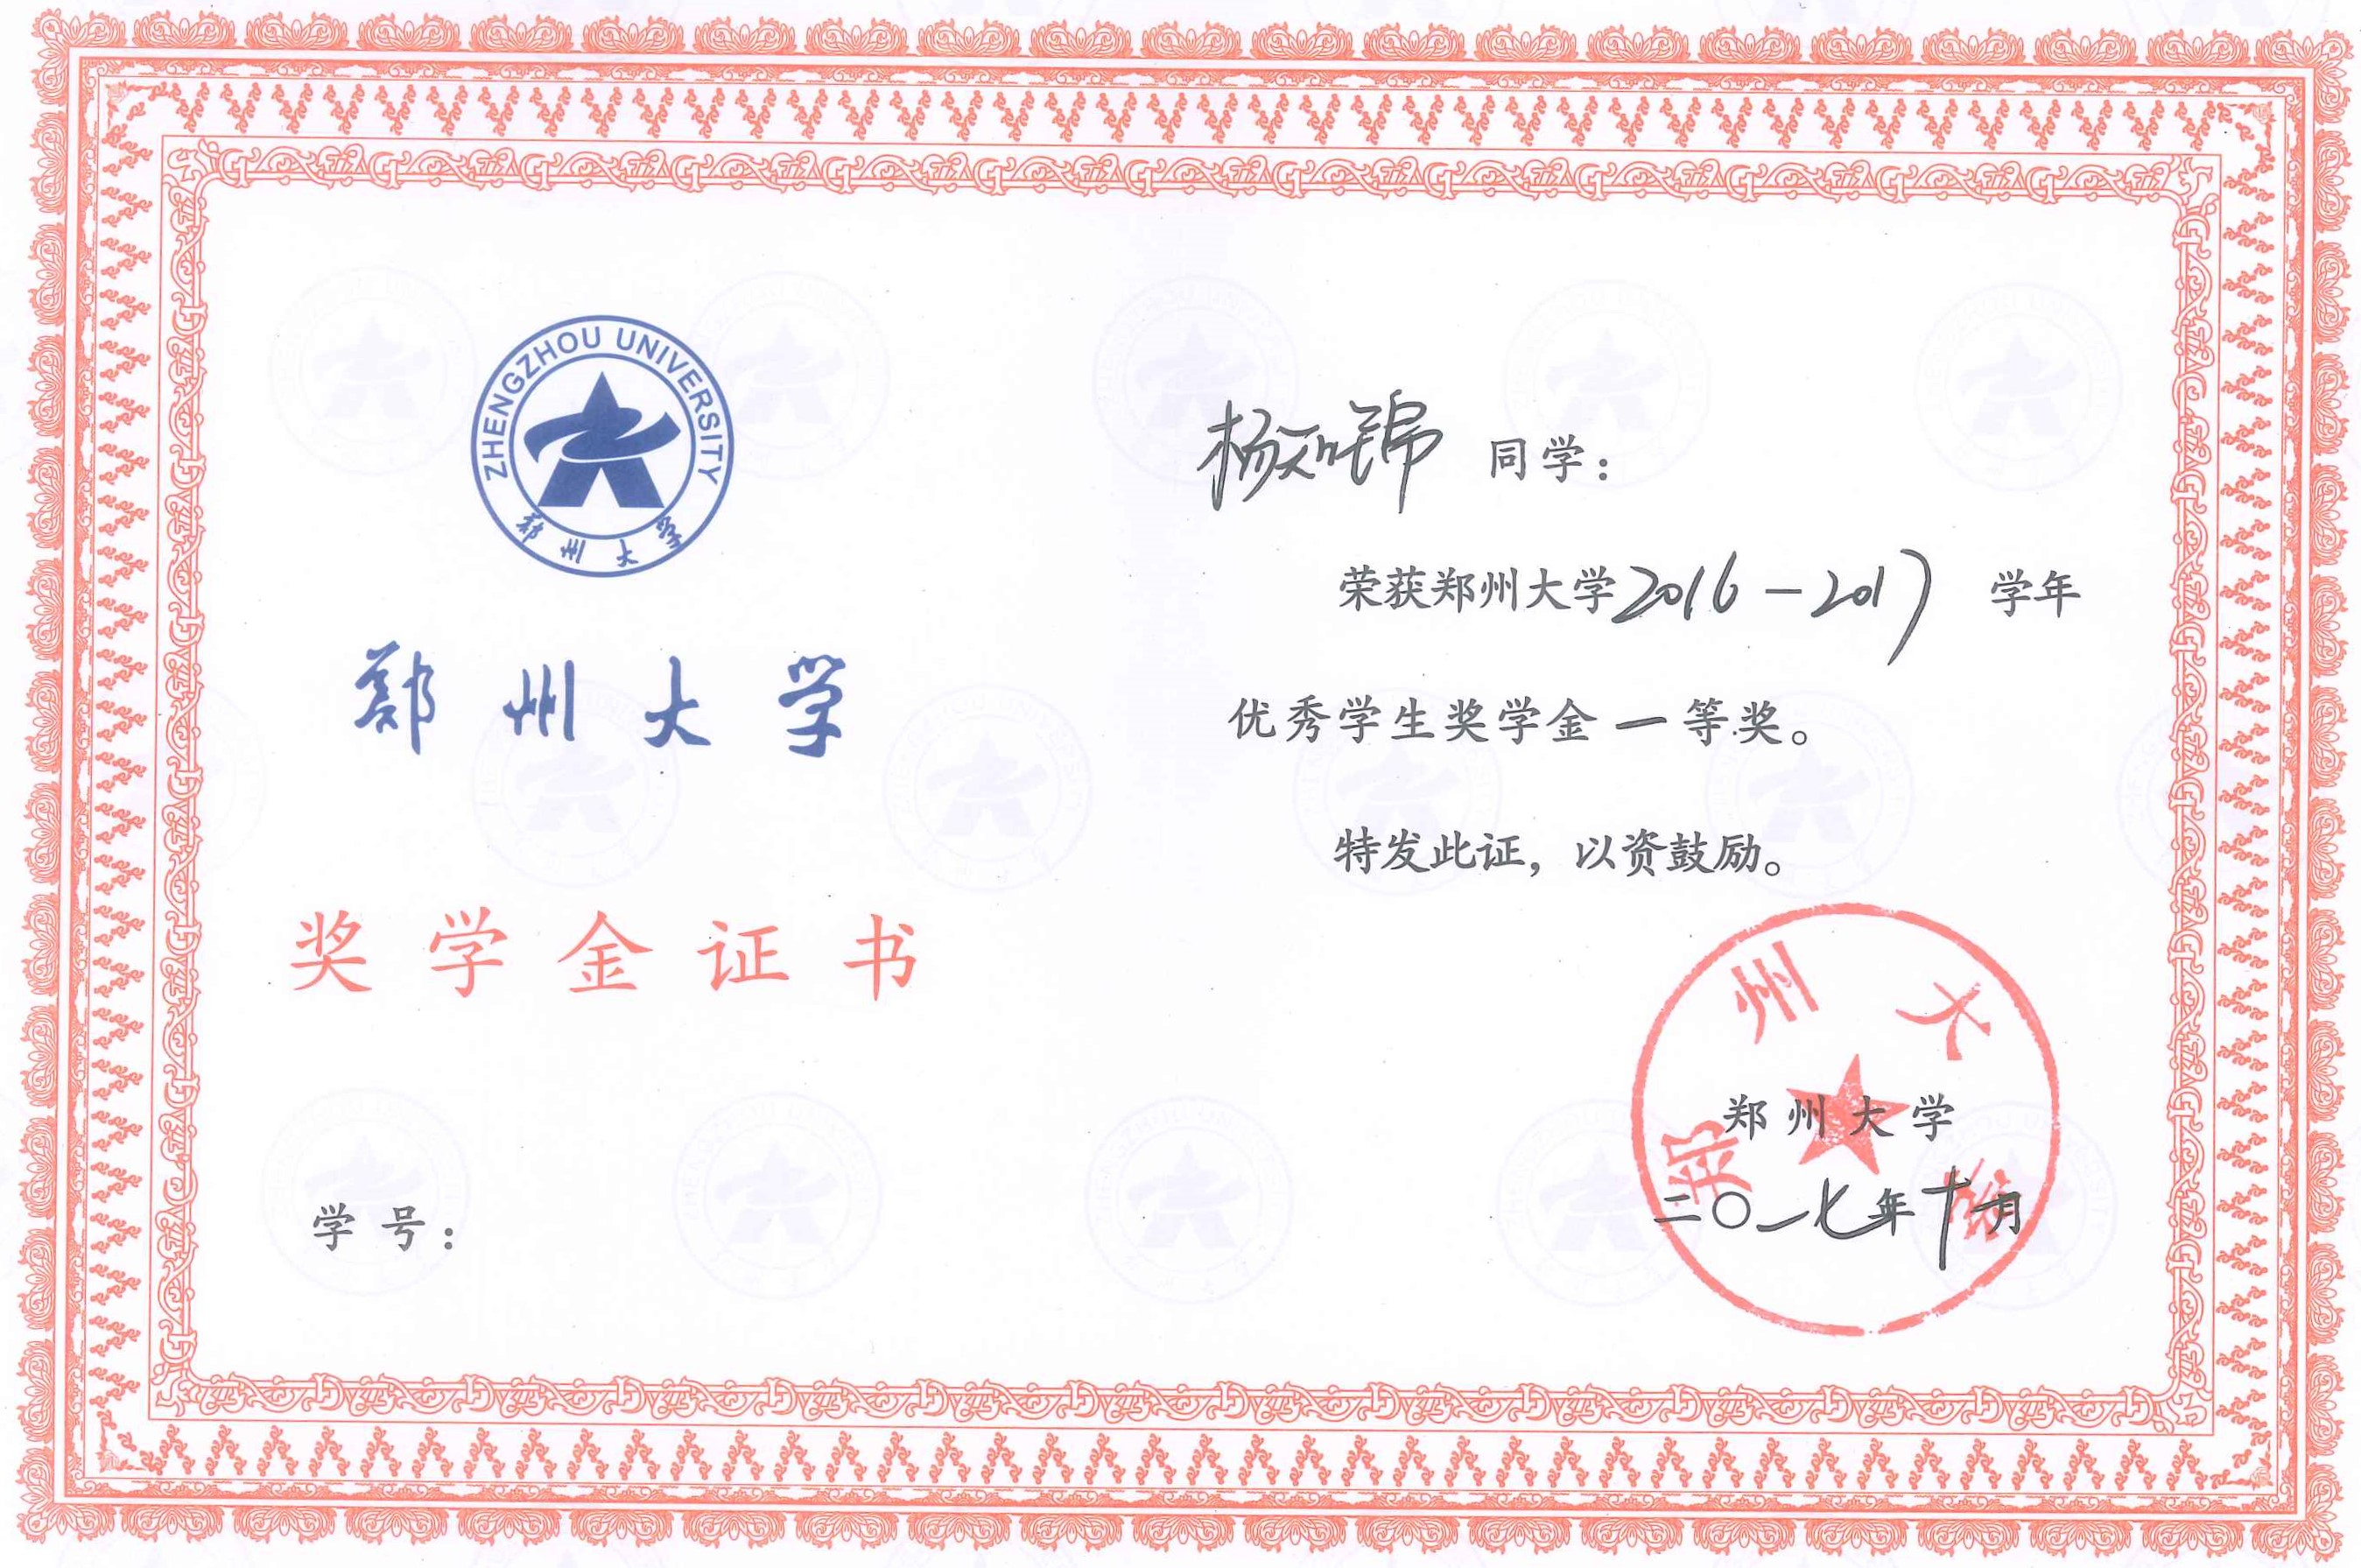 ZHENGZHOU UNIVERSITY
郑州大学
郑州大学
奖学金证书
学号：
杨知锦 同学：
荣获郑州大学2016-2017 学年
优秀学生奖学金一等奖。
特发此证，以资鼓励。
郑州大学
郑州大学
二〇一七年十月